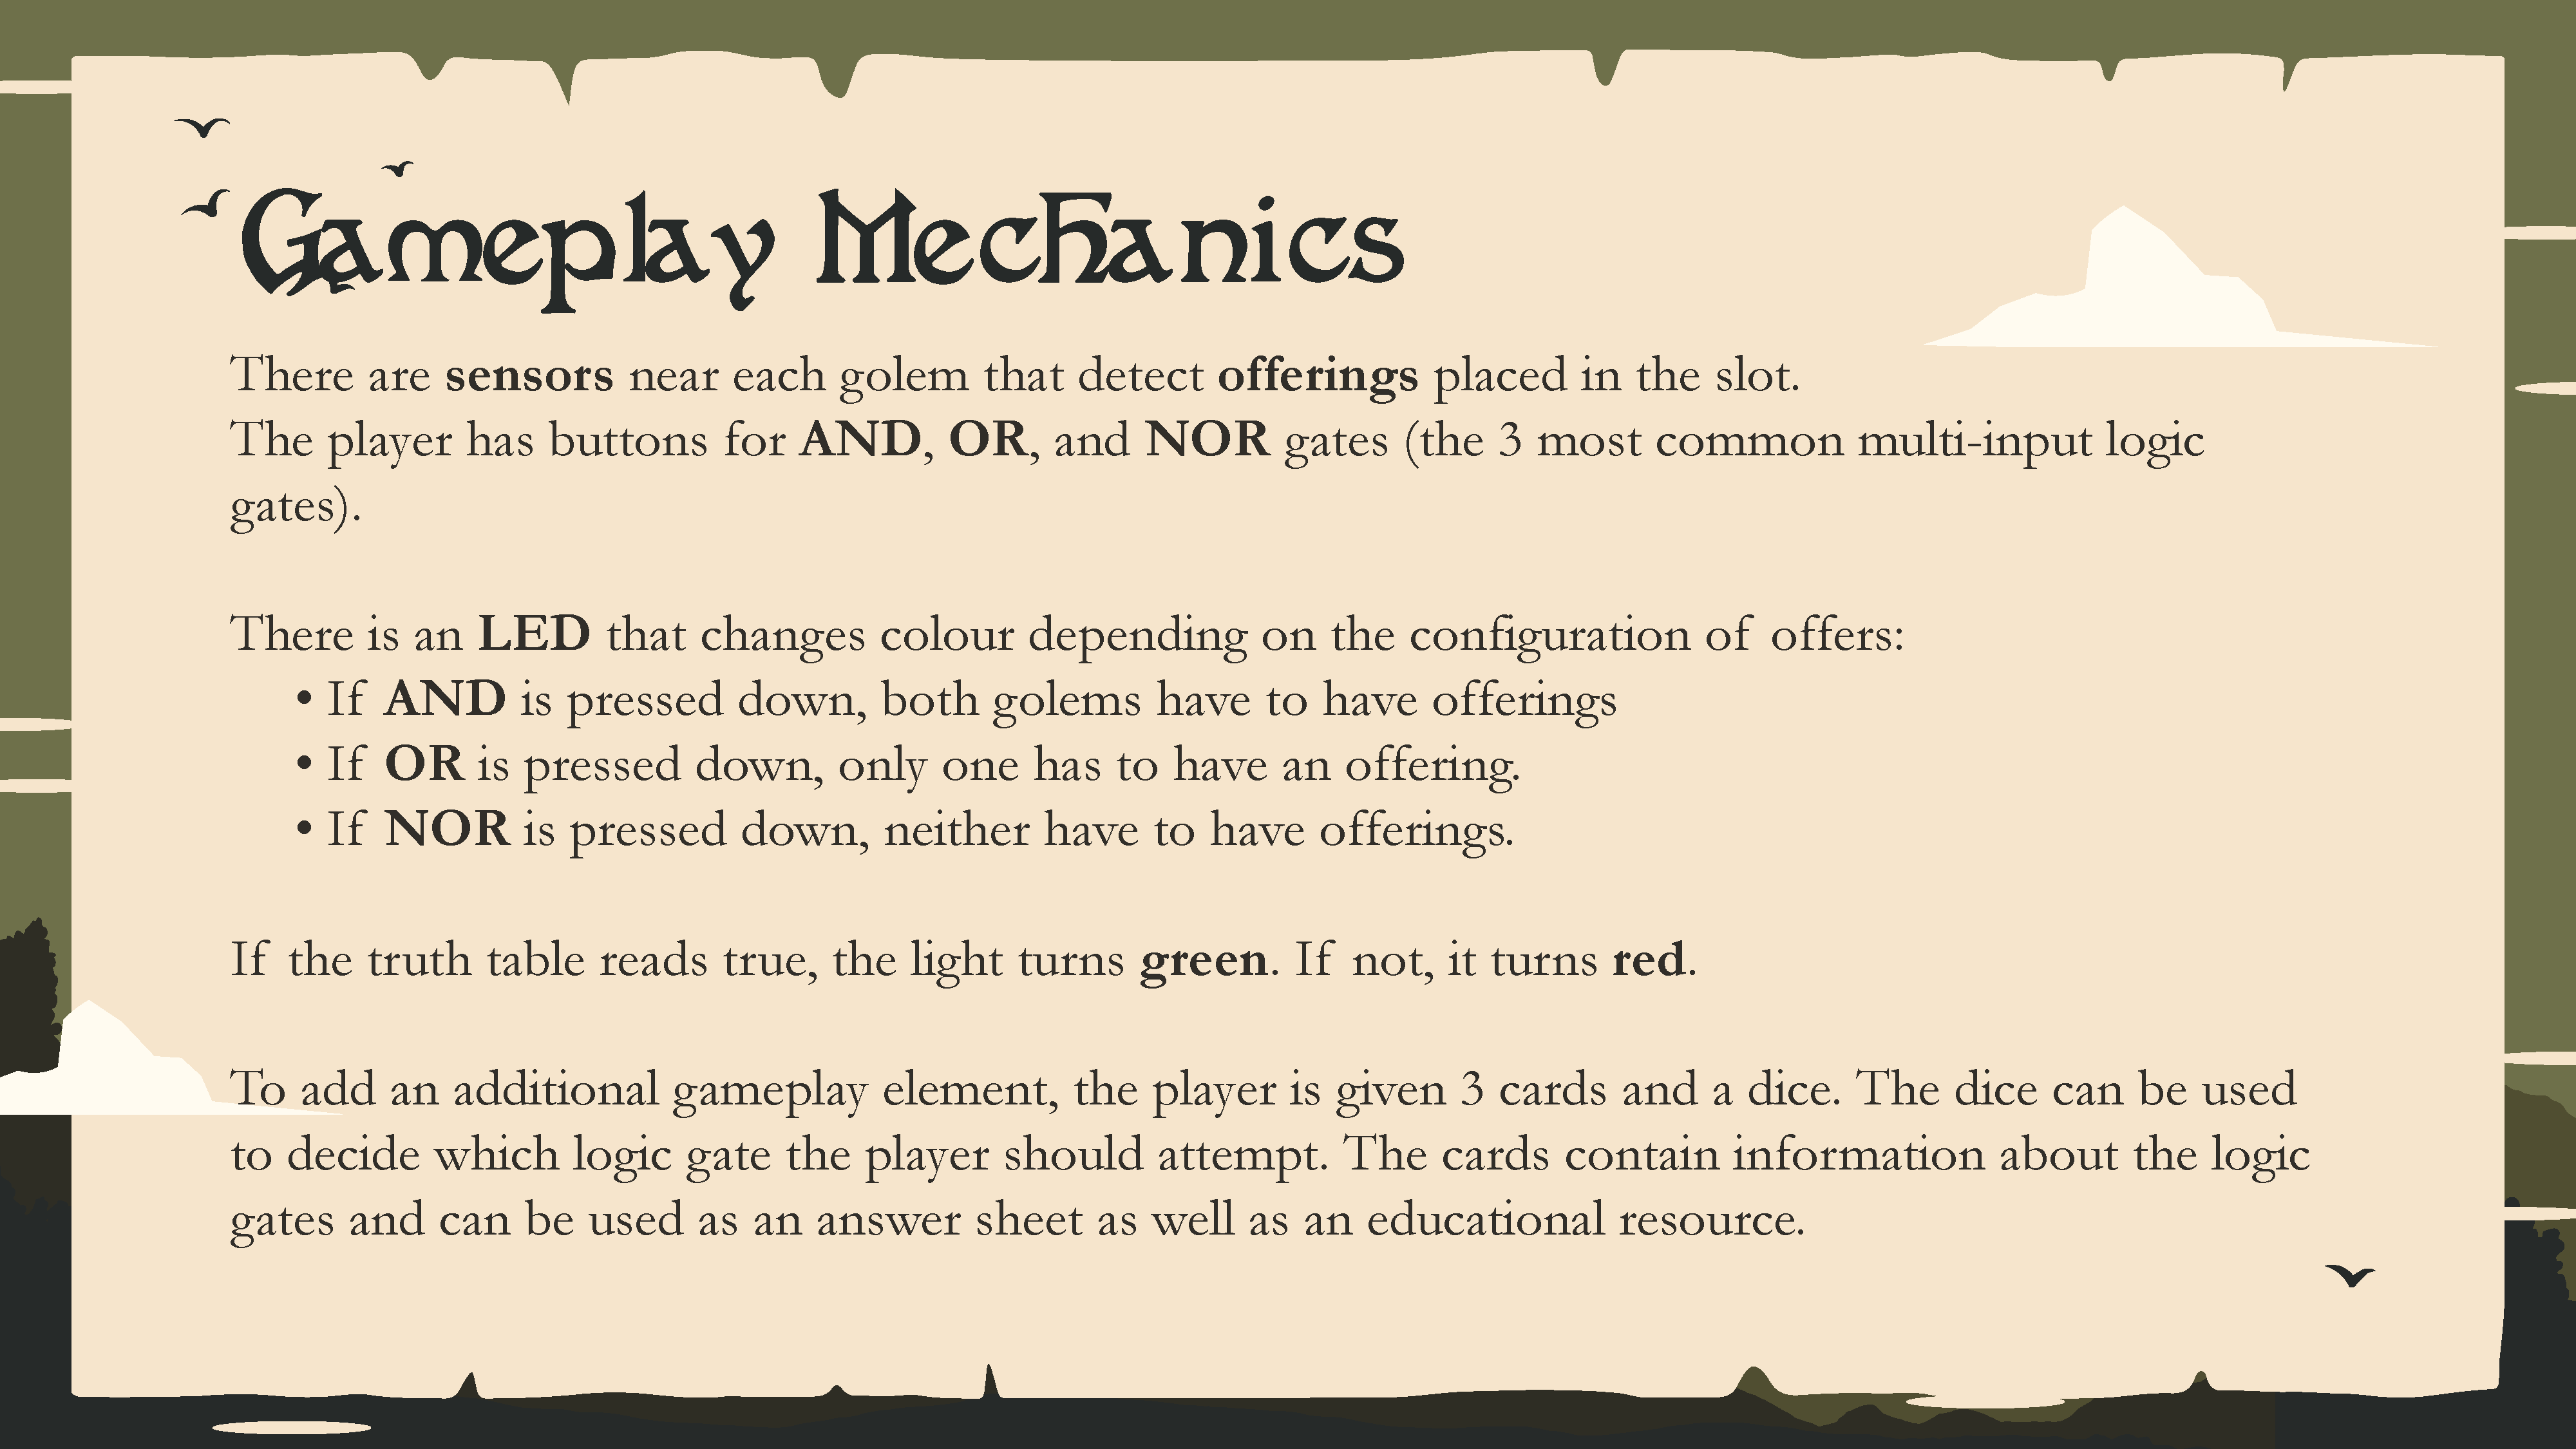 Gameplay Mechanics
There are sensors near each golem that detect offerings placed in the slot.
The player has buttons for AND, OR, and NOR gates (the 3 most common multi-input logic
gates).
There is an LED that changes colour depending on the configuration of offers:
• If AND is pressed down, both golems have to have offerings
• If OR is pressed down, only one has to have an offering.
• If NOR is pressed down, neither have to have offerings.
If the truth table reads true, the light turns green. If not, it turns red.
To add an additional gameplay element, the player is given 3 cards and a dice. The dice can be used
to decide which logic gate the player should attempt. The cards contain information about the logic
gates and can be used as an answer sheet as well as an educational resource.